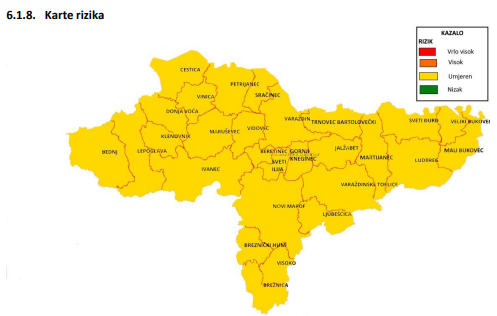 6.1.8. Karte rizika
KAZALO
RIZIK
Vrlo visok
Visok
Umjeren
Nizak
CESTICA
PETRIJANEC
SRAČINEC
VINICA
DONJA VOĆA
VARAŽDIN
TRNOVEC BARTOLOVEČKI
SVETI ĐURĐ
VELIKI BUKOVEC
MARUŠEVEC
VIDOVEC
KLENOVNIK
BEDNJ
LEPOGLAVA
BERETINEC
GORNJI
KNEGINEC
JALŽABET
MARTIJANEC
MALI BUKOVEC
LUDBREG
SVETI
ILIJA
IVANEC
VARAŽDINSKE TOPLICE
NOVI MAROF
LJUBEŠĆICA
BREZNIČKI HUM
VISOKO
BREZNICA